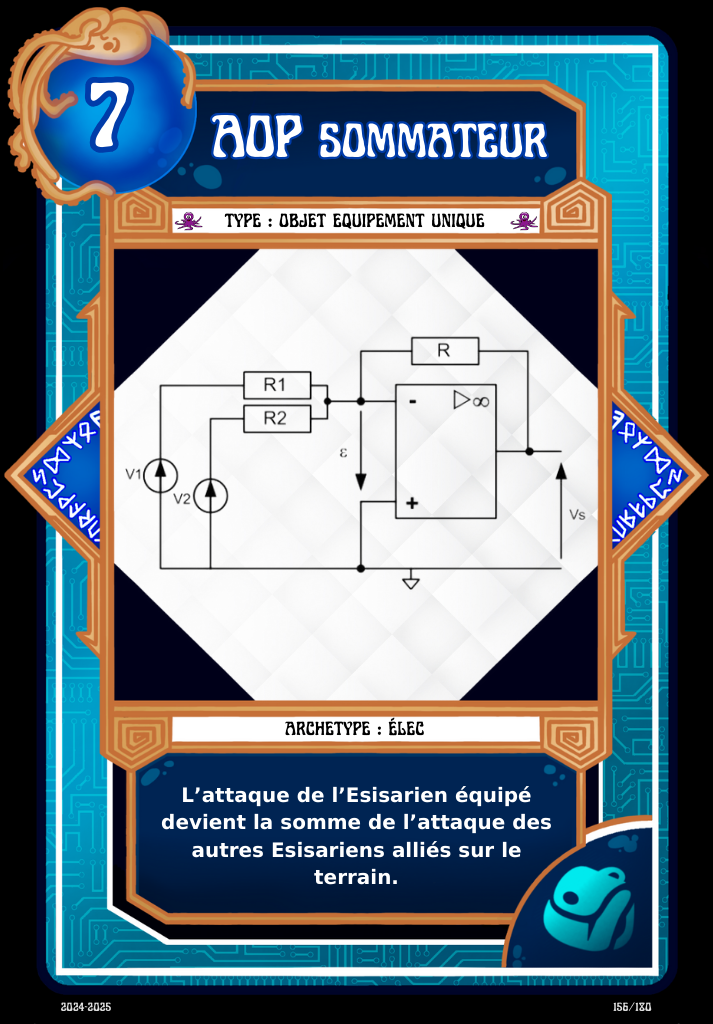 7
AOP SOMMATEUR
TYPE : OBJET EQUIPEMENT UNIQUE
R
R1
R2
- ▷∞
ε
V1
V2
+
Vs
ARCHETYPE : ÉLEC
L’attaque de l’Esisarien équipé
devient la somme de l’attaque des
autres Esisariens alliés sur le
terrain.
2024-2025
156/180